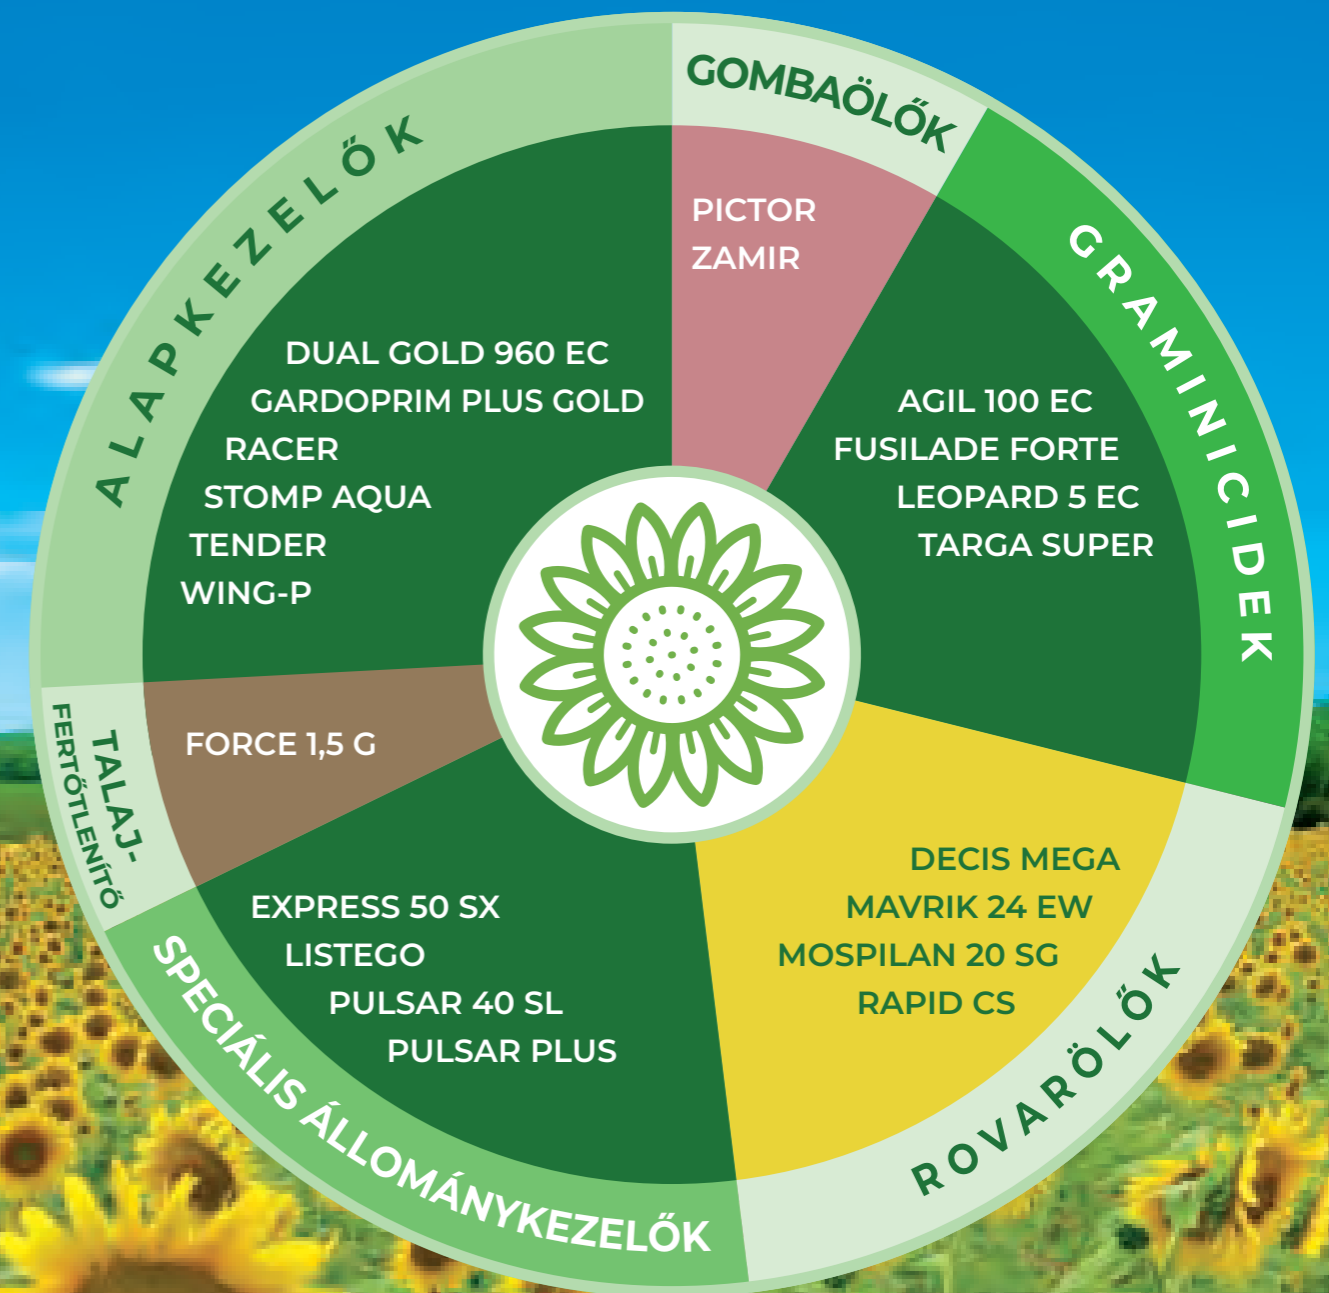 GOMBAÖLŐK
PICTOR
ZAMIR
GRAMINICIDEK
AGIL 100 EC
FUSILADE FORTE
LEOPARD 5 EC
TARGA SUPER
ROVARÖLŐK
DECIS MEGA
MAVRIK 24 EW
MOSPILAN 20 SG
RAPID CS
SPECIÁLIS ÁLLOMÁNYKEZELŐK
EXPRESS 50 SX
LISTEGO
PULSAR 40 SL
PULSAR PLUS
TALAJ-
FERTŐTLENÍTŐ
FORCE 1,5 G
ALAPKEZELŐK
DUAL GOLD 960 EC
GARDOPRIM PLUS GOLD
RACER
STOMP AQUA
TENDER
WING-P